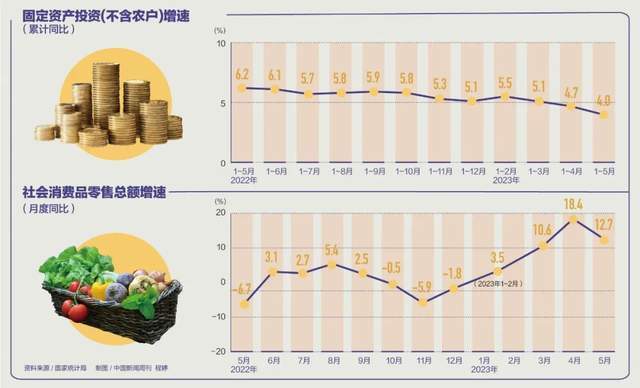 固定资产投资(不含农户)增速
（累计同比）
(%)
10
5
0
6.2 6.1 5.7 5.8 5.9 5.8 5.3 5.1 5.5 5.1 4.7 4.0
1-5月 1-6月 1-7月 1-8月 1-9月 1-10月 1-11月 1-12月 1-2月 1-3月 1-4月 1-5月
2022年 2023年
社会消费品零售总额增速
（月度同比）
(%)
20
10
0
-10
-20
-6.7 3.1 2.7 5.4 2.5 -0.5 -5.9 -1.8 3.5 10.6 18.4 12.7
(2023年1-2月)
5月 6月 7月 8月 9月 10月 11月 12月 2月 3月 4月 5月
2022年 2023年
资料来源/国家统计局 制图/中国新闻周刊 程婷